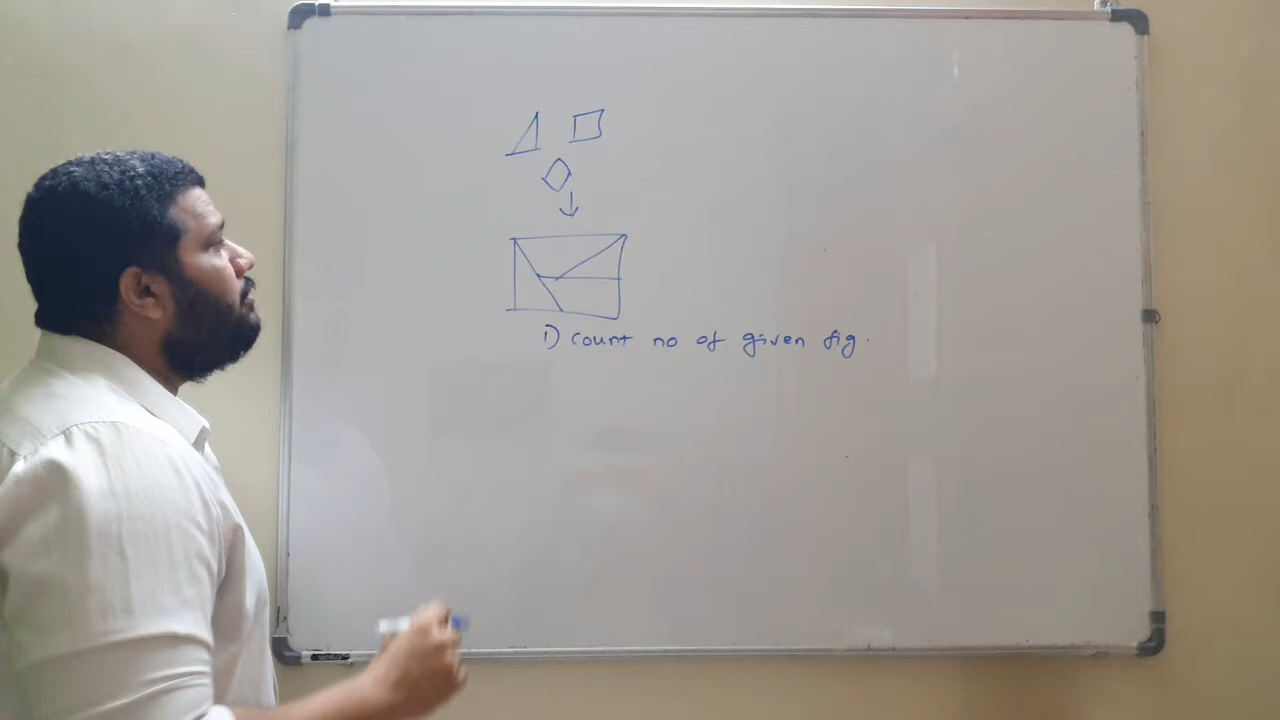 1) count no of given fig.